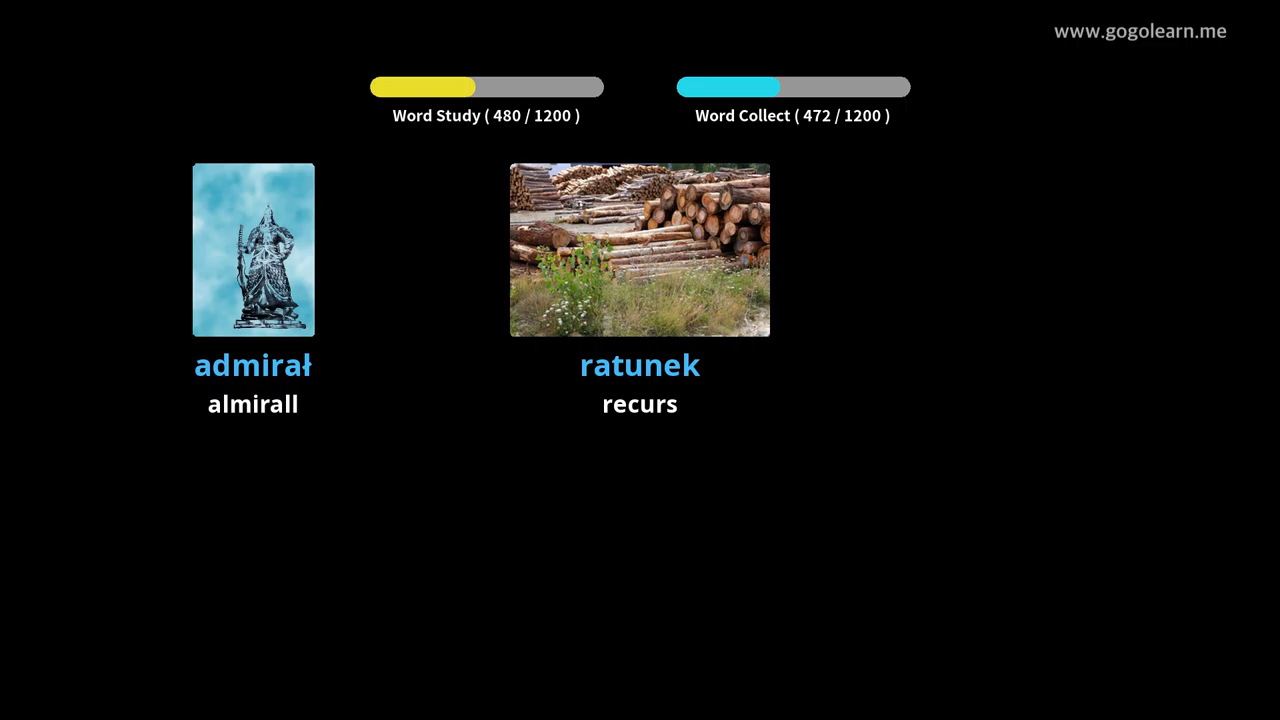 www.gogolearn.me
Word Study ( 480 / 1200 )
Word Collect ( 472 / 1200 )
admirał
almirall
ratunek
recurs